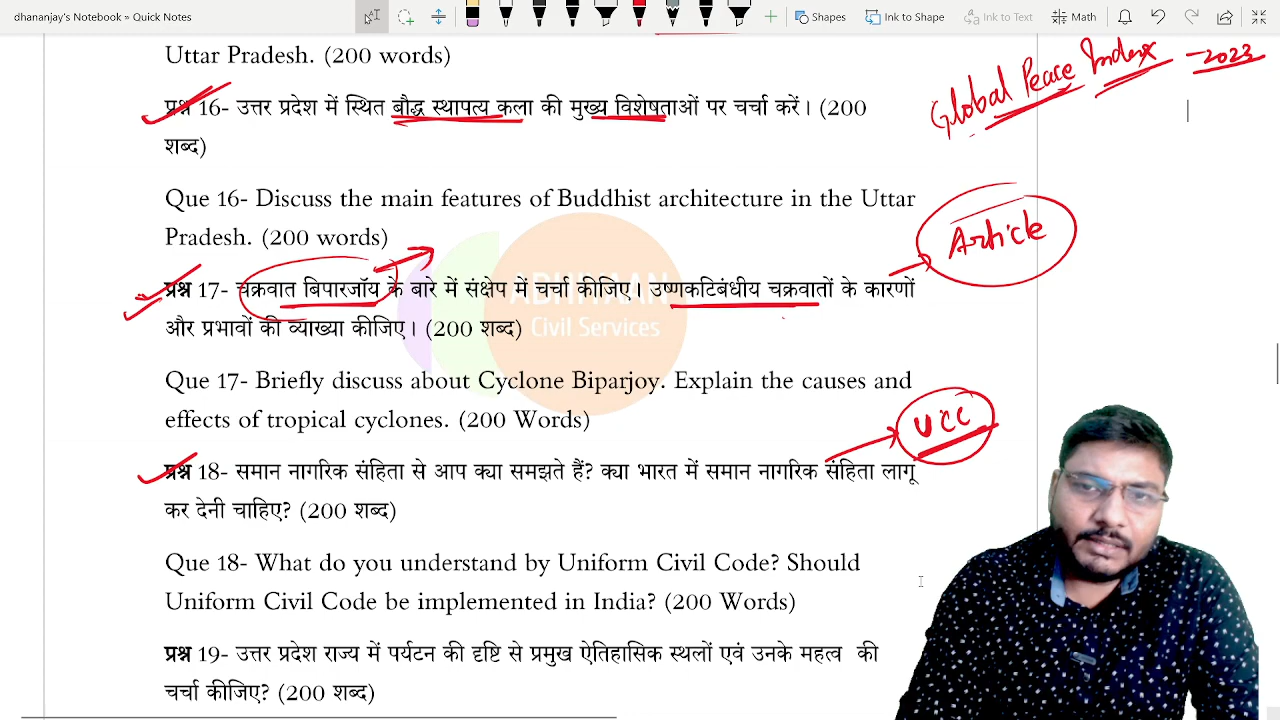 dhananjay's Notebook » Quick Notes
Shapes
Ink to Shape
Ink to Text
Math
Uttar Pradesh. (200 words)
Global Peace Index - 2023
प्रश्न 16- उत्तर प्रदेश में स्थित बौद्ध स्थापत्य कला की मुख्य विशेषताओं पर चर्चा करें। (200
शब्द)
Que 16- Discuss the main features of Buddhist architecture in the Uttar
Pradesh. (200 words)
Article
प्रश्न 17- चक्रवात बिपारजॉय के बारे में संक्षेप में चर्चा कीजिए। उष्णकटिबंधीय चक्रवातों के कारणों
और प्रभावों की व्याख्या कीजिए। (200 शब्द)
ABHIMAAN
Civil Services
Que 17- Briefly discuss about Cyclone Biparjoy. Explain the causes and
effects of tropical cyclones. (200 Words)
UCC
प्रश्न 18- समान नागरिक संहिता से आप क्या समझते हैं? क्या भारत में समान नागरिक संहिता लागू
कर देनी चाहिए? (200 शब्द)
Que 18- What do you understand by Uniform Civil Code? Should
Uniform Civil Code be implemented in India? (200 Words)
प्रश्न 19- उत्तर प्रदेश राज्य में पर्यटन की दृष्टि से प्रमुख ऐतिहासिक स्थलों एवं उनके महत्व की
चर्चा कीजिए? (200 शब्द)